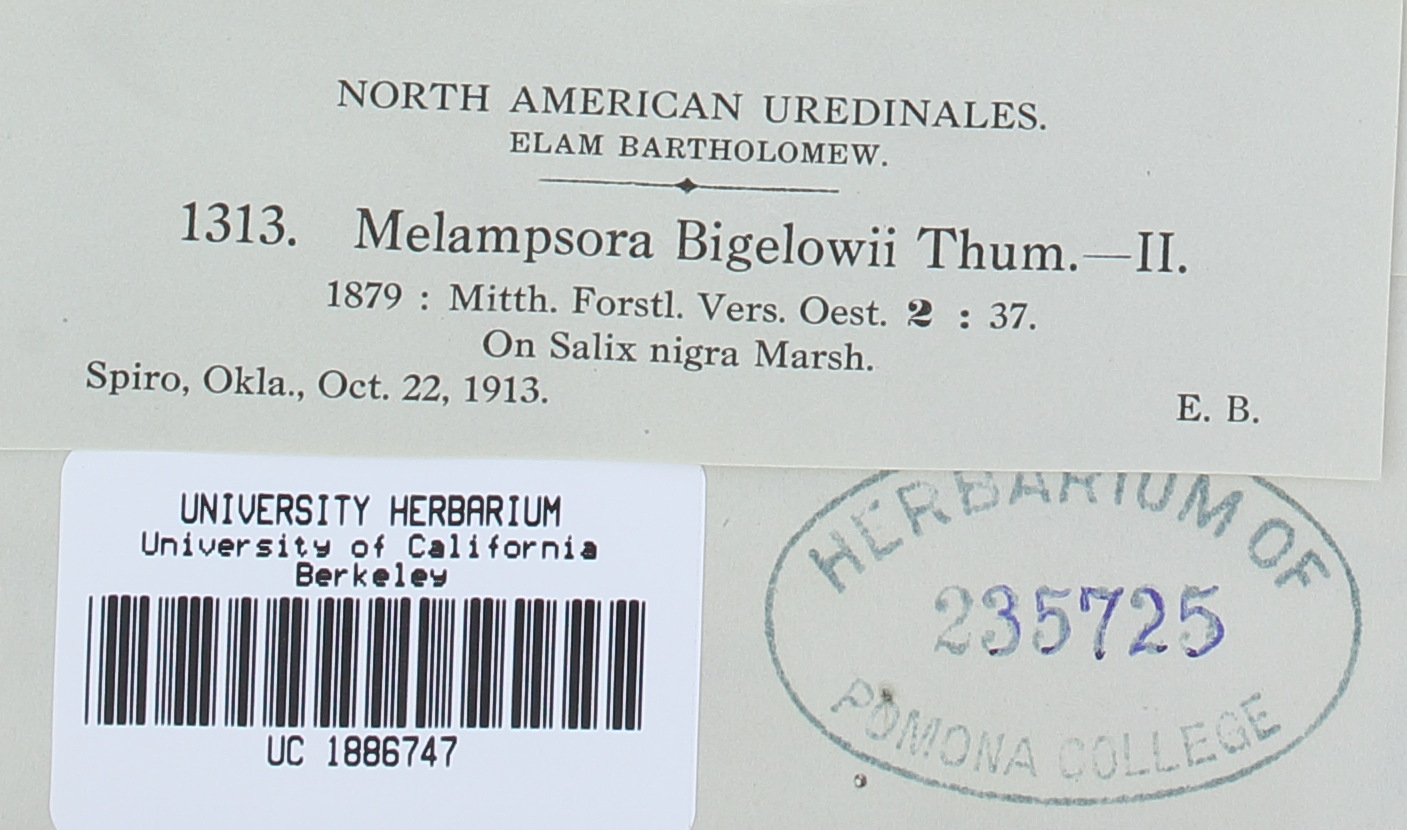 NORTH AMERICAN UREDINALES.
ELAM BARTHOLOMEW.
1313. Melampsora Bigelowii Thum.—II.
1879 : Mitth. Forstl. Vers. Oest. 2 : 37.
On Salix nigra Marsh.
Spiro, Okla., Oct. 22, 1913. E. B.
UNIVERSITY HERBARIUM
University of California
Berkeley
UC 1886747
HERBARIUM OF
235725
POMONA COLLEGE